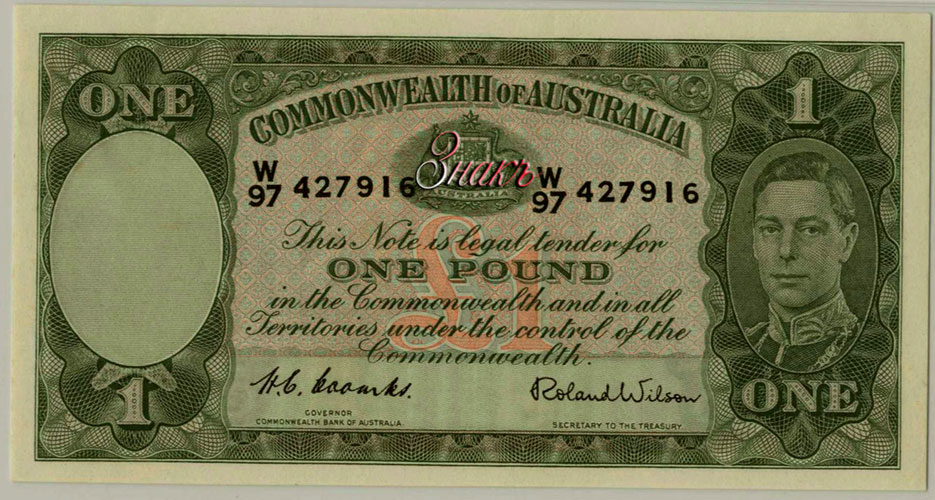 ONE
1
COMMONWEALTH OF AUSTRALIA
Знакъ
AUSTRALIA
W
97 427916
W
97 427916
This Note is legal tender for
ONE POUND
£1
in the Commonwealth and in all
Territories under the control of the
Commonwealth.
H.C. Coombs.
Roland Wilson
GOVERNOR
COMMONWEALTH BANK OF AUSTRALIA.
SECRETARY TO THE TREASURY
1
ONE